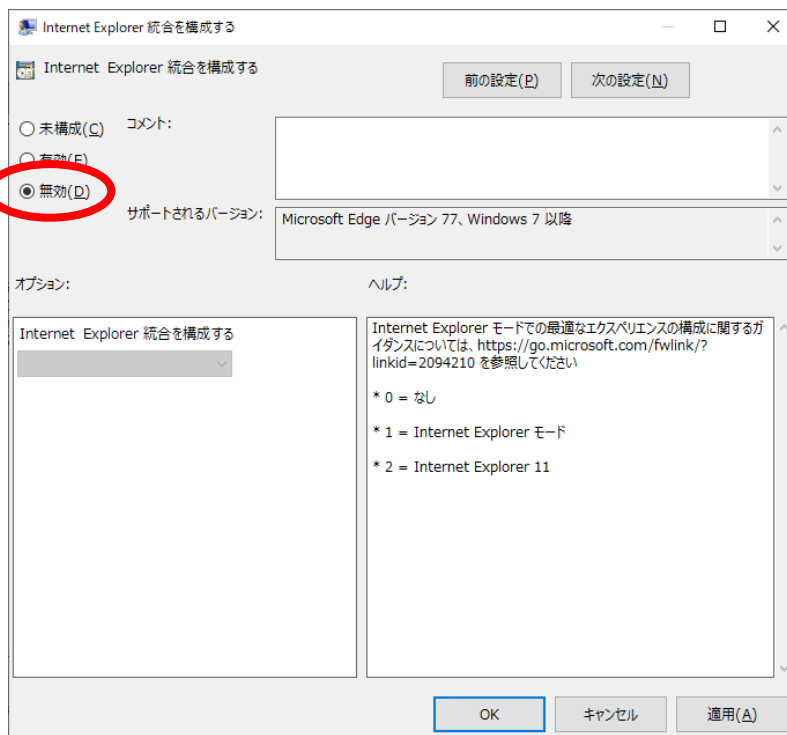 Internet Explorer 統合を構成する
Internet Explorer 統合を構成する
前の設定(P)
次の設定(N)
未構成(C)
コメント:
有効(E)
無効(D)
サポートされるバージョン:
Microsoft Edge バージョン 77、Windows 7 以降
オプション:
ヘルプ:
Internet Explorer 統合を構成する
Internet Explorer モードでの最適なエクスペリエンスの構成に関するガ
イダンスについては、https://go.microsoft.com/fwlink/?
linkid=2094210 を参照してください
* 0 = なし
* 1 = Internet Explorer モード
* 2 = Internet Explorer 11
OK
キャンセル
適用(A)